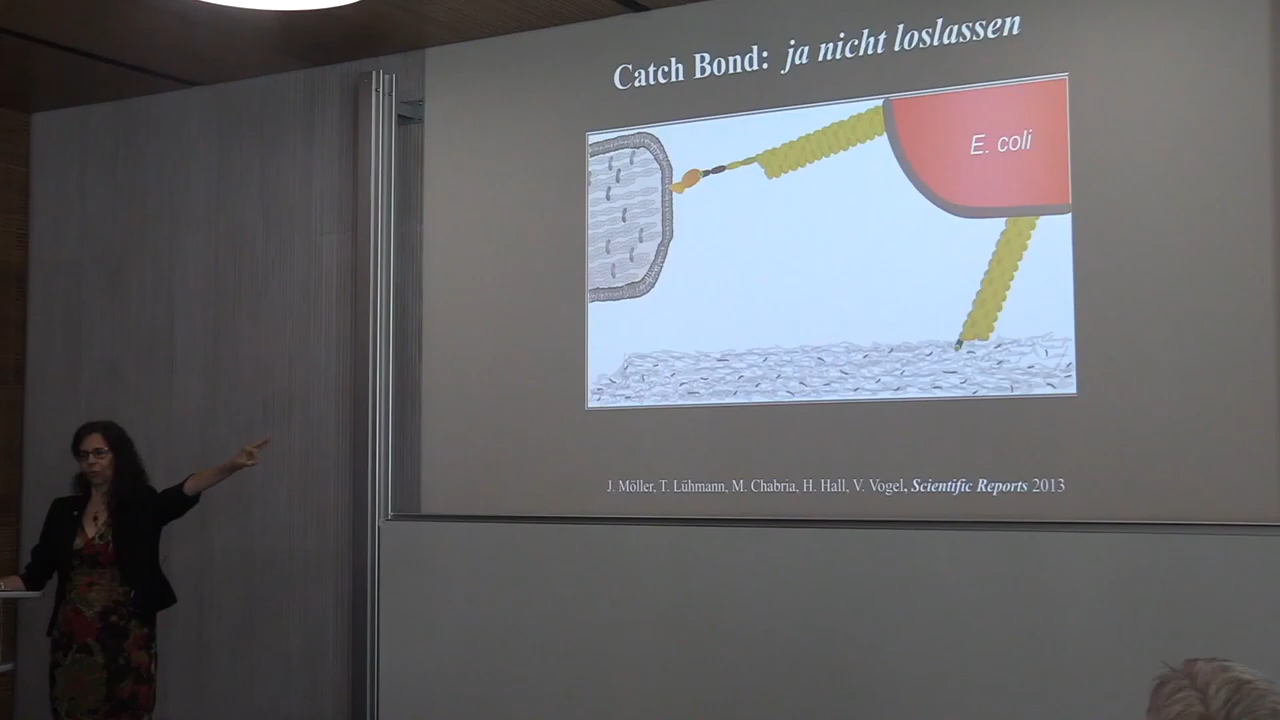 Catch Bond: ja nicht loslassen
E. coli
J. Möller, T. Lühmann, M. Chabria, H. Hall, V. Vogel, Scientific Reports 2013